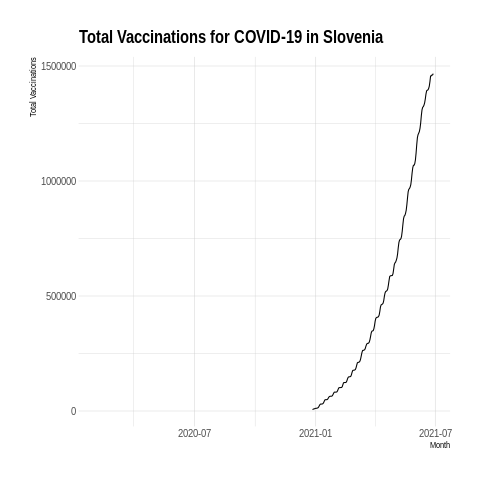 Total Vaccinations for COVID-19 in Slovenia
Total Vaccinations
1500000
1000000
500000
0
2020-07 2021-01 2021-07
Month